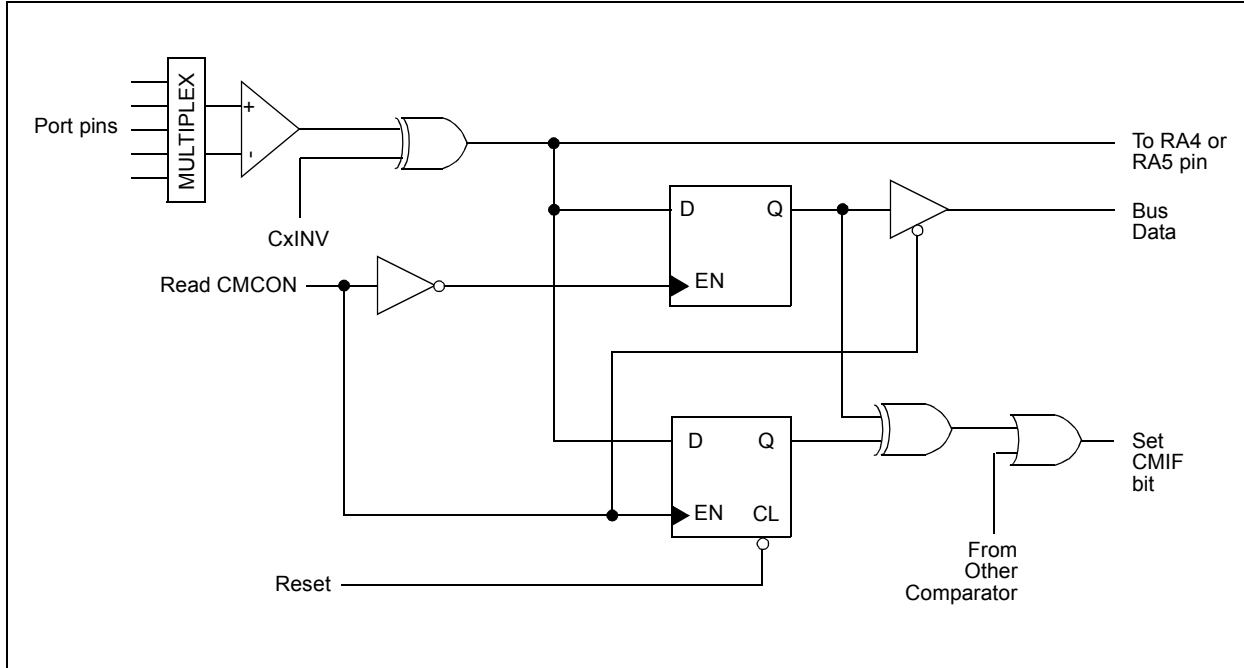 MULTIPLEX
Port pins
+
-
To RA4 or
RA5 pin
CxINV
D
Q
EN
Bus
Data
Read CMCON
D
Q
EN
CL
Set
CMIF
bit
From
Other
Comparator
Reset